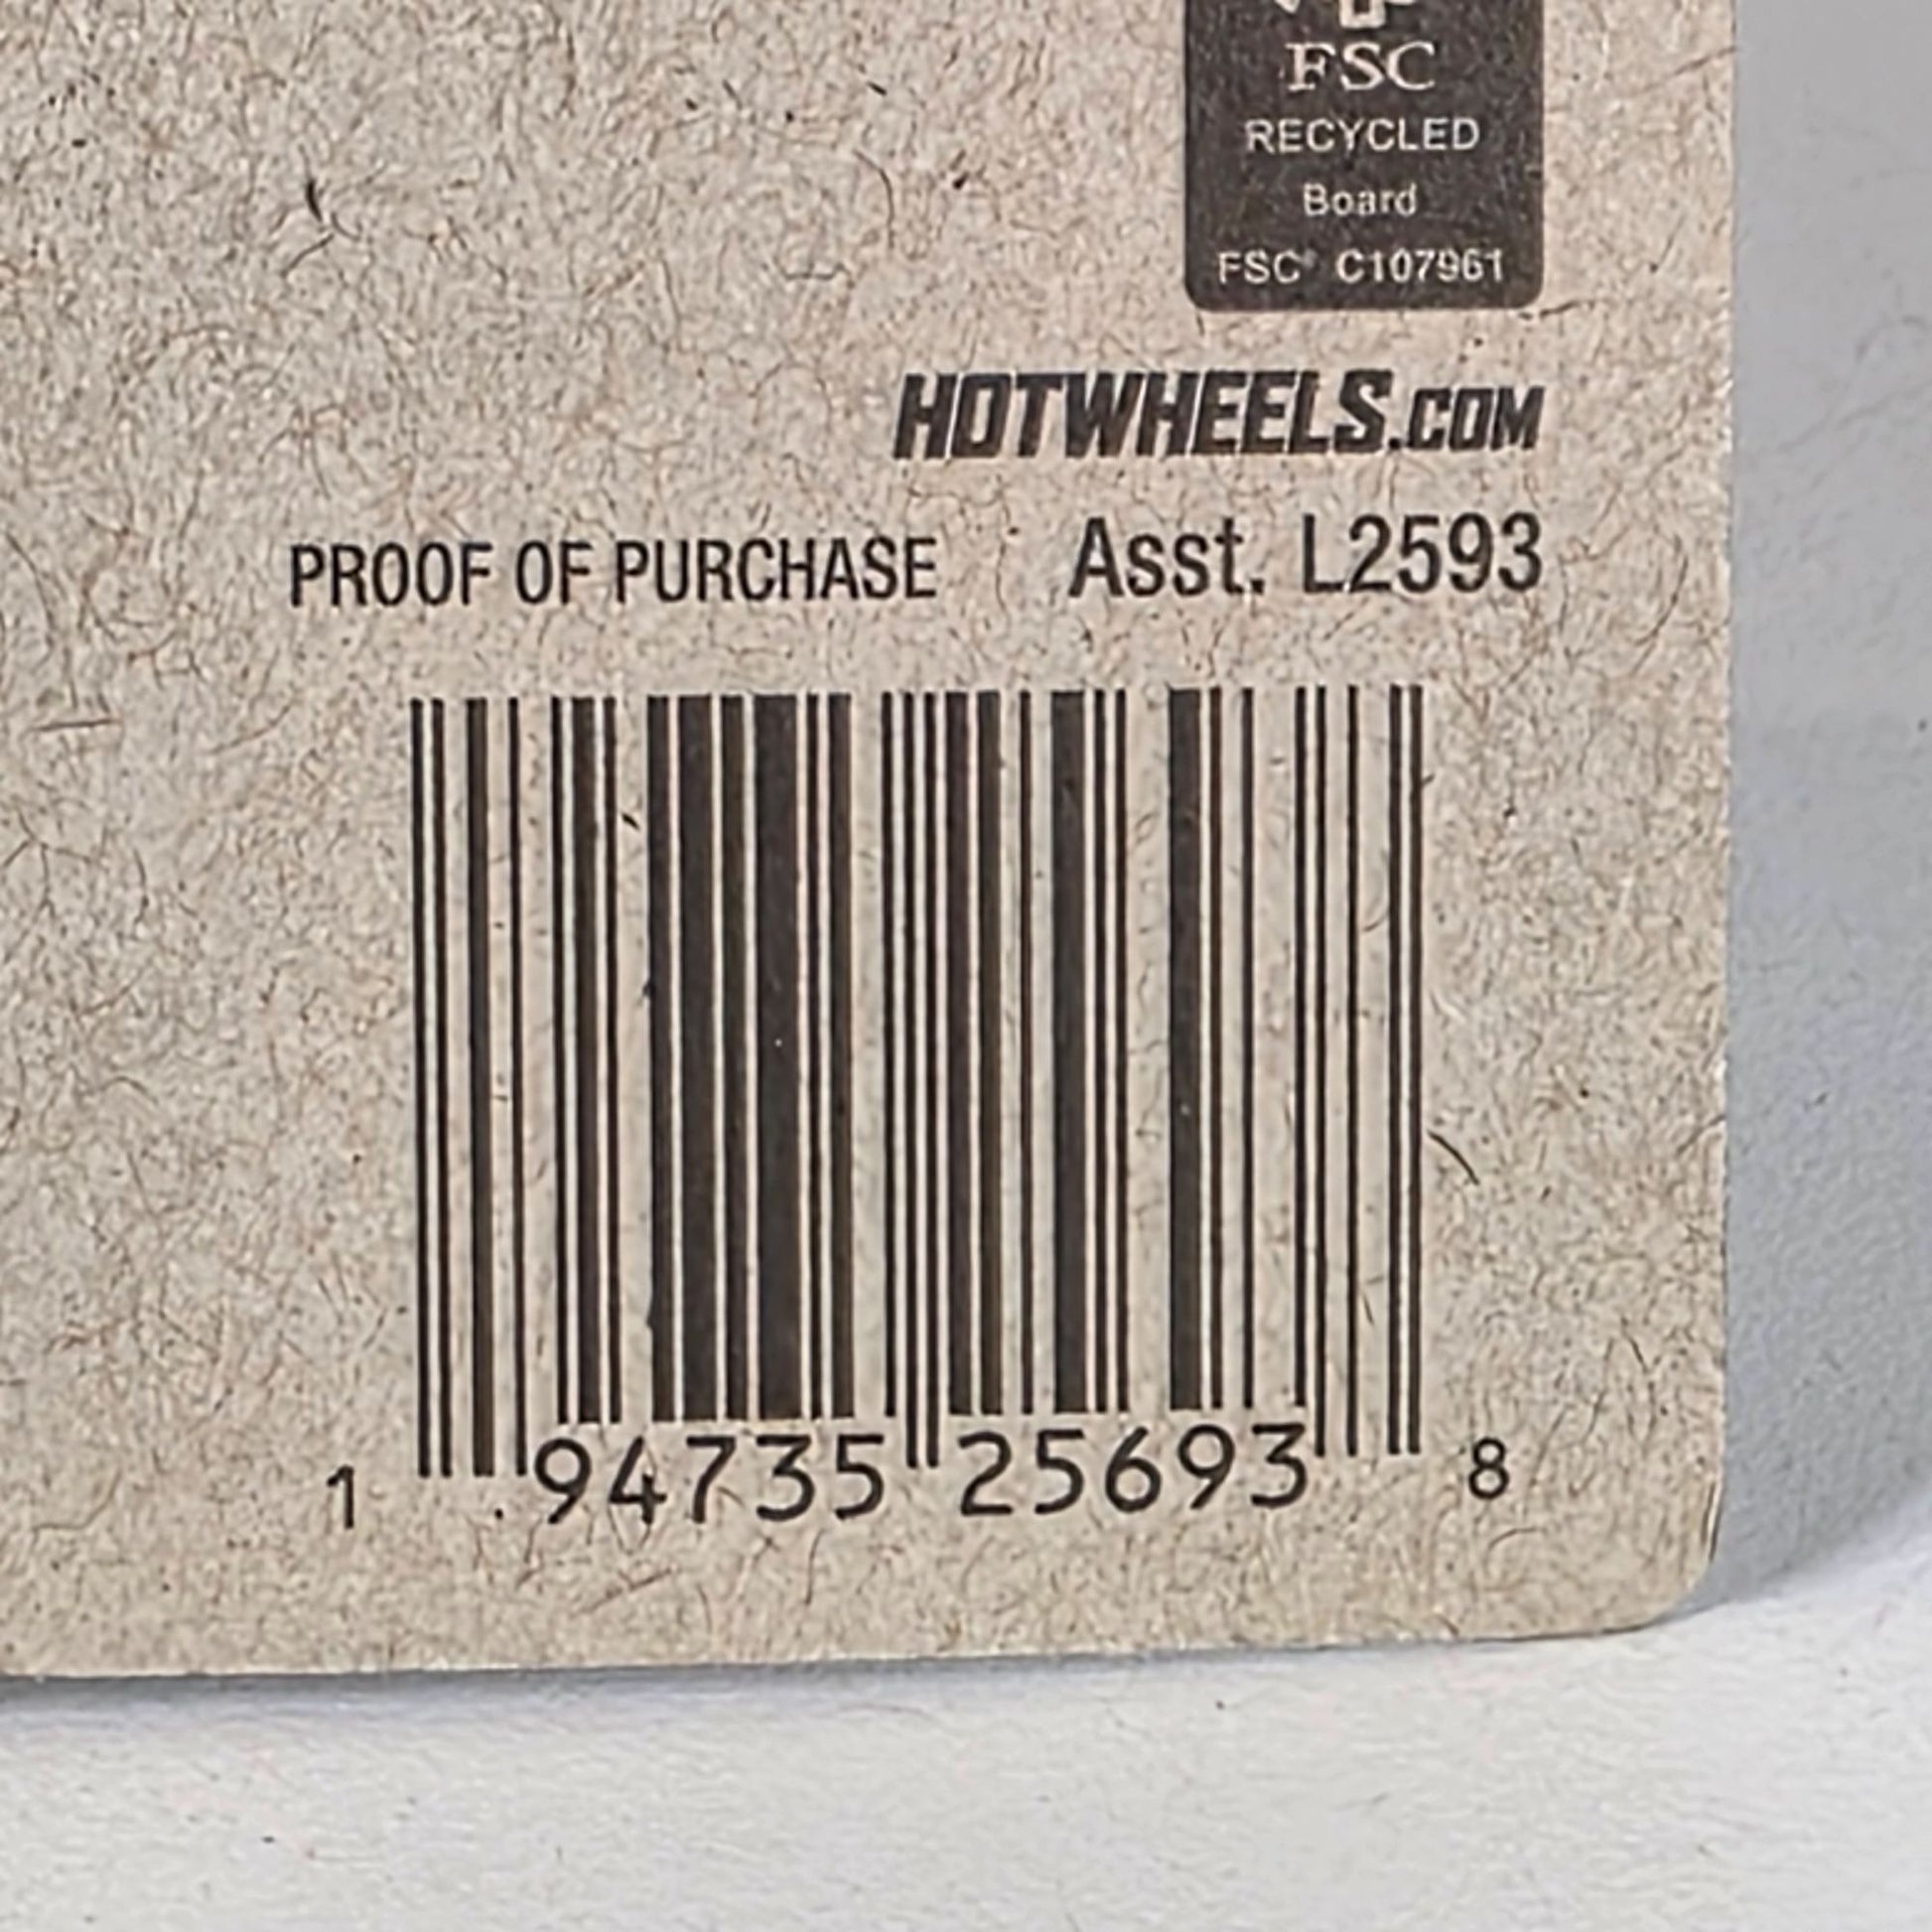 FSC
RECYCLED
Board
FSC® C107961
HOTWHEELS.COM
PROOF OF PURCHASE Asst. L2593
1 94735 25693 8